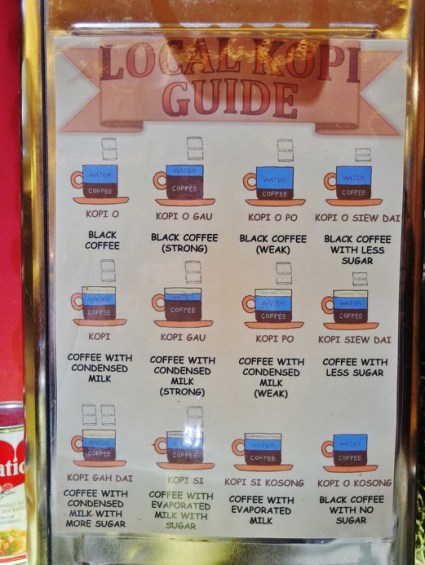 LOCAL KOPI
GUIDE
WATER
COFFEE
KOPI O
BLACK
COFFEE
WATER
COFFEE
KOPI O GAU
BLACK COFFEE
(STRONG)
WATER
COFFEE
KOPI O PO
BLACK COFFEE
(WEAK)
WATER
COFFEE
KOPI O SIEW DAI
BLACK COFFEE
WITH LESS
SUGAR
WATER
COFFEE
KOPI
COFFEE WITH
CONDENSED
MILK
WATER
COFFEE
KOPI GAU
COFFEE WITH
CONDENSED
MILK
(STRONG)
WATER
COFFEE
KOPI PO
COFFEE WITH
CONDENSED
MILK
(WEAK)
WATER
COFFEE
KOPI SIEW DAI
COFFEE WITH
LESS SUGAR
WATER
COFFEE
KOPI GAH DAI
COFFEE WITH
CONDENSED
MILK WITH
MORE SUGAR
WATER
COFFEE
KOPI SI
COFFEE WITH
EVAPORATED
MILK WITH
SUGAR
WATER
COFFEE
KOPI SI KOSONG
COFFEE WITH
EVAPORATED
MILK
WATER
COFFEE
KOPI O KOSONG
BLACK COFFEE
WITH NO
SUGAR